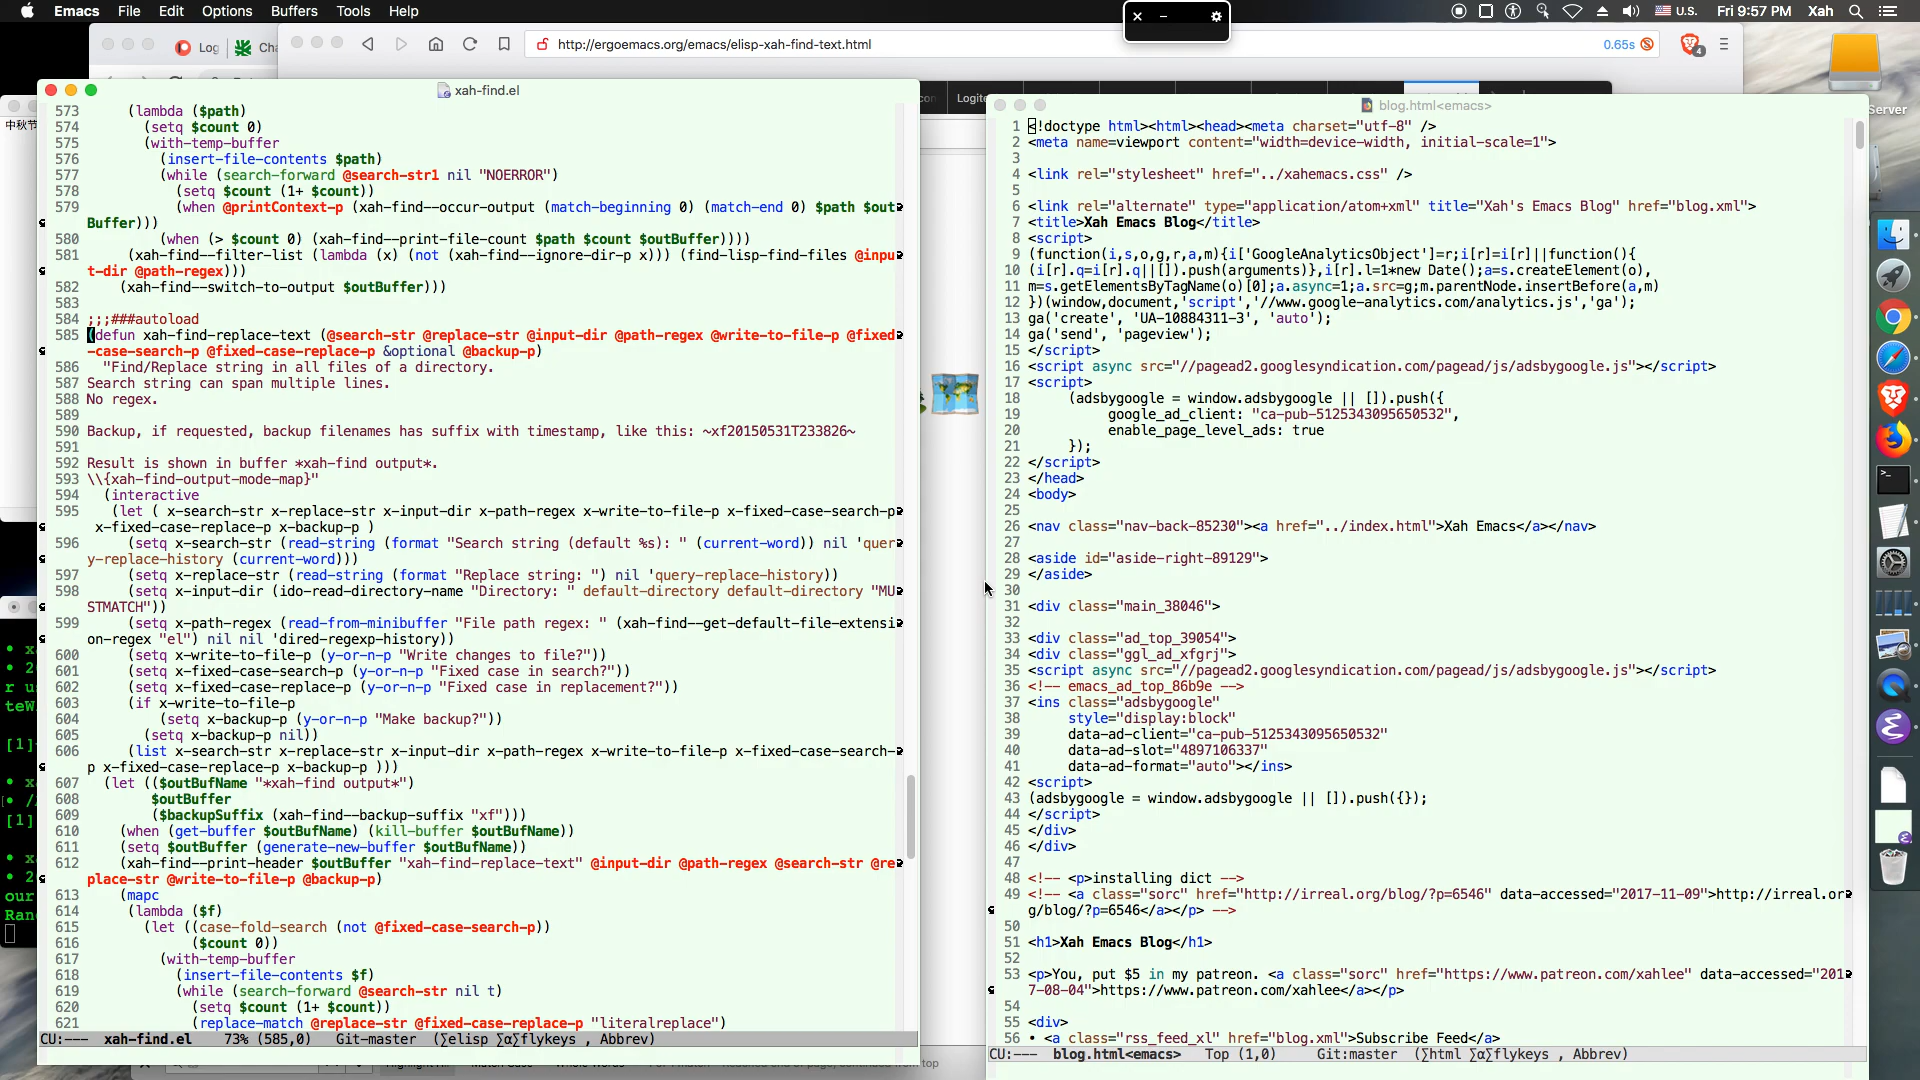 Emacs File Edit Options Buffers Tools Help
U.S. Fri 9:57 PM Xah
Log
http://ergoemacs.org/emacs/elisp-xah-find-text.html
0.65s
4
Server
中秋节
Logite
xah-find.el
573 (lambda ($path)
574 (setq $count 0)
575 (with-temp-buffer
576 (insert-file-contents $path)
577 (while (search-forward @search-str1 nil "NOERROR")
578 (setq $count (1+ $count))
579 (when @printContext-p (xah-find--occur-output (match-beginning 0) (match-end 0) $path $out
Buffer)))
580 (when (> $count 0) (xah-find--print-file-count $path $count $outBuffer))))
581 (xah-find--filter-list (lambda (x) (not (xah-find--ignore-dir-p x))) (find-lisp-find-files @inpu
t-dir @path-regex)))
582 (xah-find--switch-to-output $outBuffer)))
583
584 ;;;###autoload
585 (defun xah-find-replace-text (@search-str @replace-str @input-dir @path-regex @write-to-file-p @fixed
-case-search-p @fixed-case-replace-p &optional @backup-p)
586 "Find/Replace string in all files of a directory.
587 Search string can span multiple lines.
588 No regex.
589
590 Backup, if requested, backup filenames has suffix with timestamp, like this: ~xf20150531T233826~
591
592 Result is shown in buffer *xah-find output*.
593 \\{xah-find-output-mode-map}"
594 (interactive
595 (let ( x-search-str x-replace-str x-input-dir x-path-regex x-write-to-file-p x-fixed-case-search-p
x-fixed-case-replace-p x-backup-p )
596 (setq x-search-str (read-string (format "Search string (default %s): " (current-word)) nil 'quer
y-replace-history (current-word)))
597 (setq x-replace-str (read-string (format "Replace string: ") nil 'query-replace-history))
598 (setq x-input-dir (ido-read-directory-name "Directory: " default-directory default-directory "MU
STMATCH"))
599 (setq x-path-regex (read-from-minibuffer "File path regex: " (xah-find--get-default-file-extensi
on-regex "el") nil nil 'dired-regexp-history))
600 (setq x-write-to-file-p (y-or-n-p "Write changes to file?"))
601 (setq x-fixed-case-search-p (y-or-n-p "Fixed case in search?"))
602 (setq x-fixed-case-replace-p (y-or-n-p "Fixed case in replacement?"))
603 (if x-write-to-file-p
604 (setq x-backup-p (y-or-n-p "Make backup?"))
605 (setq x-backup-p nil))
606 (list x-search-str x-replace-str x-input-dir x-path-regex x-write-to-file-p x-fixed-case-search-
p x-fixed-case-replace-p x-backup-p )))
607 (let (($outBufName "*xah-find output*")
608 $outBuffer
609 ($backupSuffix (xah-find--backup-suffix "xf")))
610 (when (get-buffer $outBufName) (kill-buffer $outBufName))
611 (setq $outBuffer (generate-new-buffer $outBufName))
612 (xah-find--print-header $outBuffer "xah-find-replace-text" @input-dir @path-regex @search-str @re
place-str @write-to-file-p @backup-p)
613 (mapc
614 (lambda ($f)
615 (let ((case-fold-search (not @fixed-case-search-p))
616 ($count 0))
617 (with-temp-buffer
618 (insert-file-contents $f)
619 (while (search-forward @search-str nil t)
620 (setq $count (1+ $count))
621 (replace-match @replace-str @fixed-case-replace-p "literalreplace")
CU:--- xah-find.el 73% (585,0) Git-master (∑elisp ∑α∑flykeys , Abbrev)
blog.html<emacs>
1 <!doctype html><html><head><meta charset="utf-8" />
2 <meta name=viewport content="width=device-width, initial-scale=1">
3
4 <link rel="stylesheet" href="../xahemacs.css" />
5
6 <link rel="alternate" type="application/atom+xml" title="Xah's Emacs Blog" href="blog.xml">
7 <title>Xah Emacs Blog</title>
8 <script>
9 (function(i,s,o,g,r,a,m){i['GoogleAnalyticsObject']=r;i[r]=i[r]||function(){
10 (i[r].q=i[r].q||[]).push(arguments)},i[r].l=1*new Date();a=s.createElement(o),
11 m=s.getElementsByTagName(o)[0];a.async=1;a.src=g;m.parentNode.insertBefore(a,m)
12 })(window,document,'script','//www.google-analytics.com/analytics.js','ga');
13 ga('create', 'UA-10884311-3', 'auto');
14 ga('send', 'pageview');
15 </script>
16 <script async src="//pagead2.googlesyndication.com/pagead/js/adsbygoogle.js"></script>
17 <script>
18 (adsbygoogle = window.adsbygoogle || []).push({
19 google_ad_client: "ca-pub-5125343095650532",
20 enable_page_level_ads: true
21 });
22 </script>
23 </head>
24 <body>
25
26 <nav class="nav-back-85230"><a href="../index.html">Xah Emacs</a></nav>
27
28 <aside id="aside-right-89129">
29 </aside>
30
31 <div class="main_38046">
32
33 <div class="ad_top_39054">
34 <div class="ggl_ad_xfgrj">
35 <script async src="//pagead2.googlesyndication.com/pagead/js/adsbygoogle.js"></script>
36 <!-- emacs_ad_top_86b9e -->
37 <ins class="adsbygoogle"
38 style="display:block"
39 data-ad-client="ca-pub-5125343095650532"
40 data-ad-slot="4897106337"
41 data-ad-format="auto"></ins>
42 <script>
43 (adsbygoogle = window.adsbygoogle || []).push({});
44 </script>
45 </div>
46 </div>
47
48 <!-- <p>installing dict -->
49 <!-- <a class="sorc" href="http://irreal.org/blog/?p=6546" data-accessed="2017-11-09">http://irreal.or
g/blog/?p=6546</a></p> -->
50
51 <h1>Xah Emacs Blog</h1>
52
53 <p>You, put $5 in my patreon. <a class="sorc" href="https://www.patreon.com/xahlee" data-accessed="201
7-08-04">https://www.patreon.com/xahlee</a></p>
54
55 <div>
56 • <a class="rss_feed_xl" href="blog.xml">Subscribe Feed</a>
CU:--- blog.html<emacs> Top (1,0) Git:master (∑html ∑α∑flykeys , Abbrev)